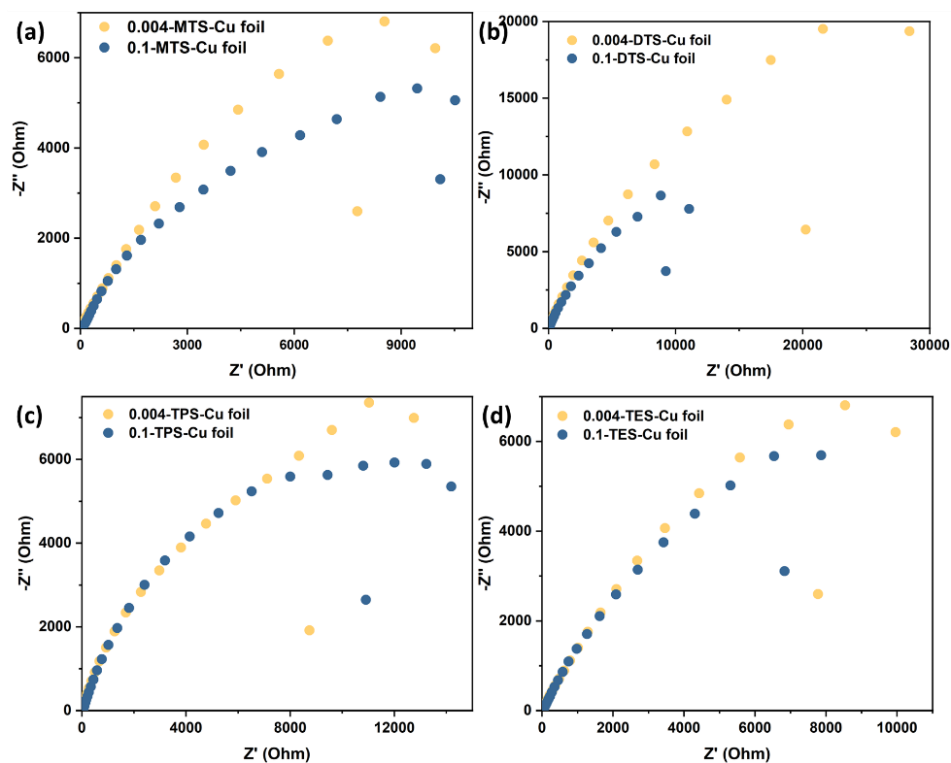 (a)
0.004-MTS-Cu foil
0.1-MTS-Cu foil
6000
4000
2000
0
-Z'' (Ohm)
0 3000 6000 9000
Z' (Ohm)
(b)
0.004-DTS-Cu foil
0.1-DTS-Cu foil
20000
15000
10000
5000
0
-Z'' (Ohm)
0 10000 20000 30000
Z' (Ohm)
(c)
0.004-TPS-Cu foil
0.1-TPS-Cu foil
6000
4000
2000
0
-Z'' (Ohm)
0 4000 8000 12000
Z' (Ohm)
(d)
0.004-TES-Cu foil
0.1-TES-Cu foil
6000
4000
2000
0
-Z'' (Ohm)
0 2000 4000 6000 8000 10000
Z' (Ohm)